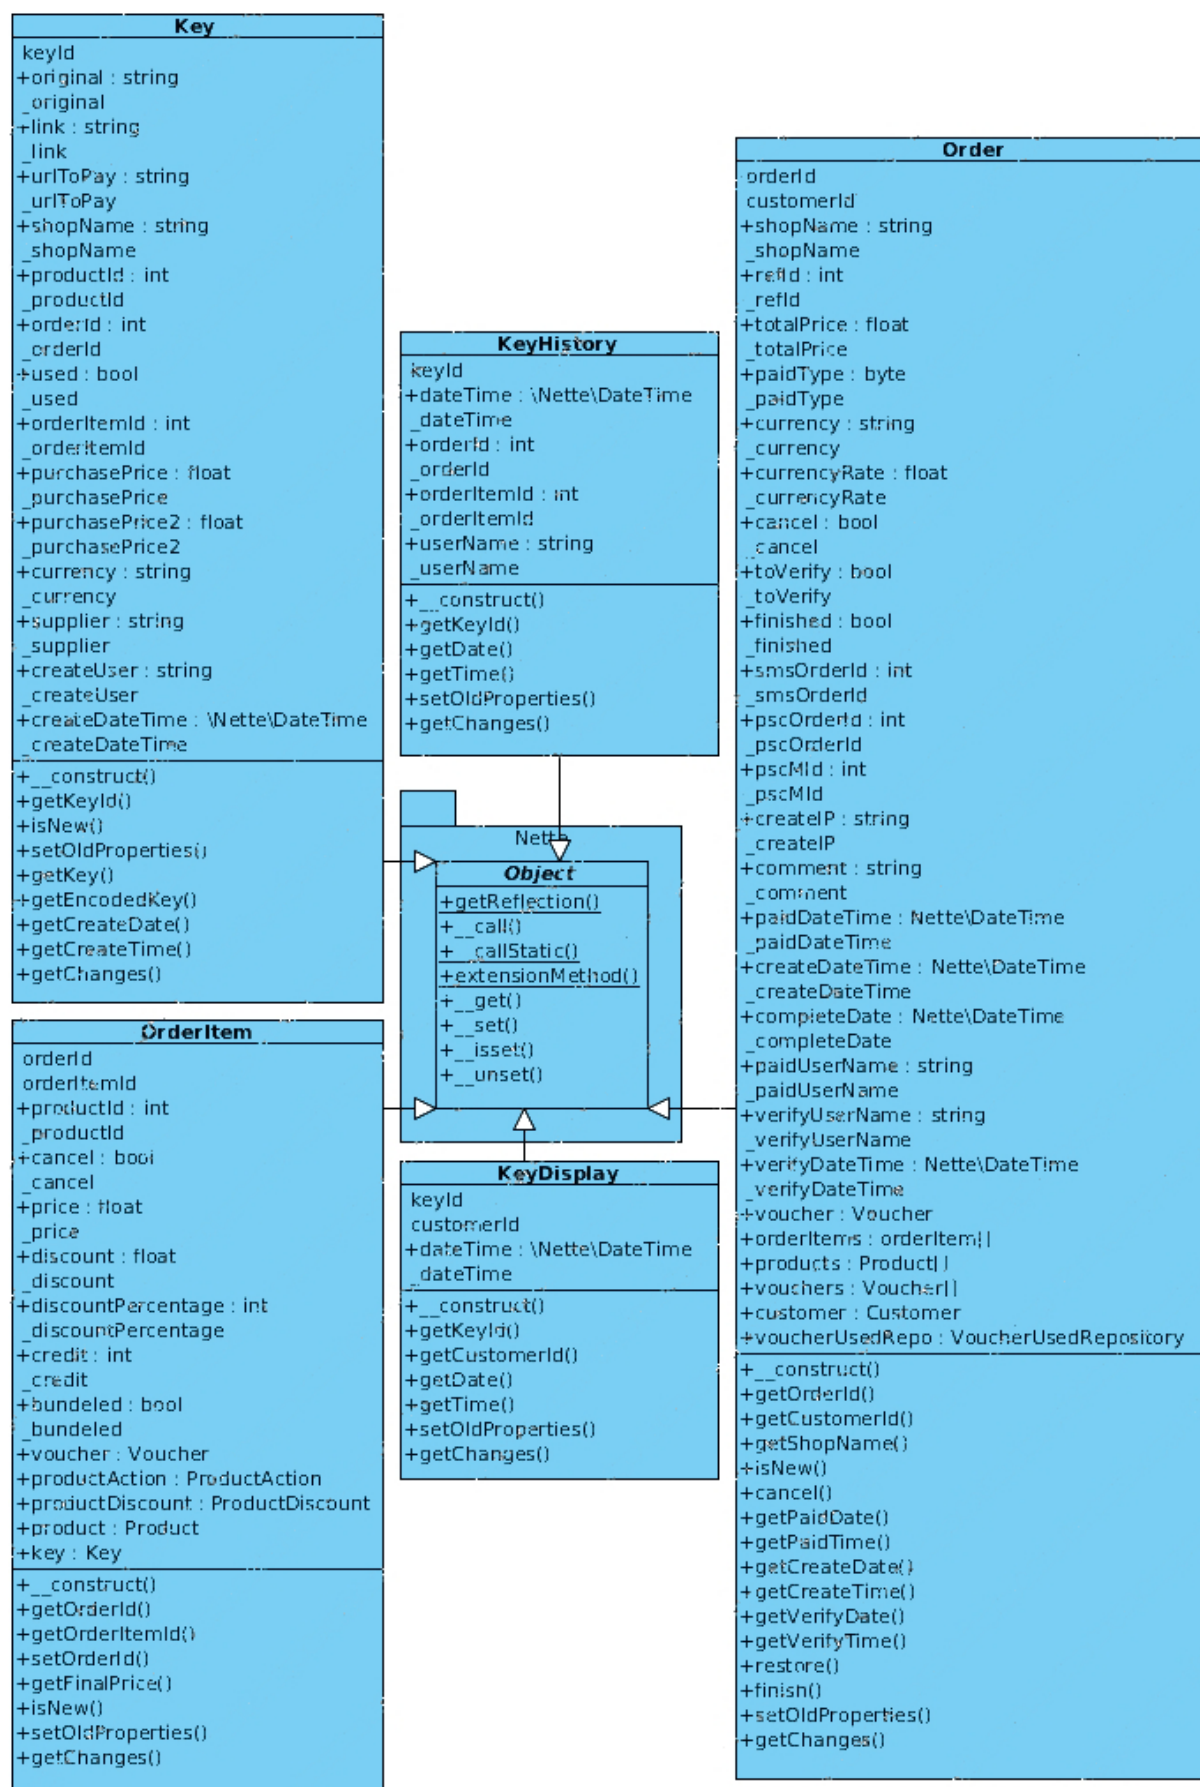 Key
keyId
+original : string
_original
+link : string
_link
+urlToPay : string
_urlToPay
+shopName : string
_shopName
+productId : int
_productId
+orderId : int
_orderId
+used : bool
_used
+orderItemId : int
_orderItemId
+purchasePrice : float
_purchasePrice
+purchasePrice2 : float
_purchasePrice2
+currency : string
_currency
+supplier : string
_supplier
+createUser : string
_createUser
+createDateTime : \Nette\DateTime
_createDateTime
+__construct()
+getKeyId()
+isNew()
+setOldProperties()
+getKey()
+getEncodedKey()
+getCreateDate()
+getCreateTime()
+getChanges()
OrderItem
orderId
orderItemId
+productId : int
_productId
+cancel : bool
_cancel
+price : float
_price
+discount : float
_discount
+discountPercentage : int
_discountPercentage
+credit : int
_credit
+bundeled : bool
_bundeled
+voucher : Voucher
+productAction : ProductAction
+productDiscount : ProductDiscount
+product : Product
+key : Key
+__construct()
+getOrderId()
+getOrderItemId()
+setOrderId()
+getFinalPrice()
+isNew()
+setOldProperties()
+getChanges()
KeyHistory
keyId
+dateTime : \Nette\DateTime
_dateTime
+orderId : int
_orderId
+orderItemId : int
_orderItemId
+userName : string
_userName
+__construct()
+getKeyId()
+getDate()
+getTime()
+setOldProperties()
+getChanges()
Nette
Object
+getReflection()
+__call()
+__callStatic()
+extensionMethod()
+__get()
+__set()
+__isset()
+__unset()
KeyDisplay
keyId
customerId
+dateTime : \Nette\DateTime
_dateTime
+__construct()
+getKeyId()
+getCustomerId()
+getDate()
+getTime()
+setOldProperties()
+getChanges()
Order
orderId
customerId
+shopName : string
_shopName
+refId : int
_refId
+totalPrice : float
_totalPrice
+paidType : byte
_paidType
+currency : string
_currency
+currencyRate : float
_currencyRate
+cancel : bool
_cancel
+toVerify : bool
_toVerify
+finished : bool
_finished
+smsOrderId : int
_smsOrderId
+pscOrderId : int
_pscOrderId
+pscMId : int
_pscMId
+createIP : string
_createIP
+comment : string
_comment
+paidDateTime : Nette\DateTime
_paidDateTime
+createDateTime : Nette\DateTime
_createDateTime
+completeDate : Nette\DateTime
_completeDate
+paidUserName : string
_paidUserName
+verifyUserName : string
_verifyUserName
+verifyDateTime : Nette\DateTime
_verifyDateTime
+voucher : Voucher
+orderItems : orderItem[]
+products : Product[]
+vouchers : Voucher[]
+customer : Customer
+voucherUsedRepo : VoucherUsedRepository
+__construct()
+getOrderId()
+getCustomerId()
+getShopName()
+isNew()
+cancel()
+getPaidDate()
+getPaidTime()
+getCreateDate()
+getCreateTime()
+getVerifyDate()
+getVerifyTime()
+restore()
+finish()
+setOldProperties()
+getChanges()